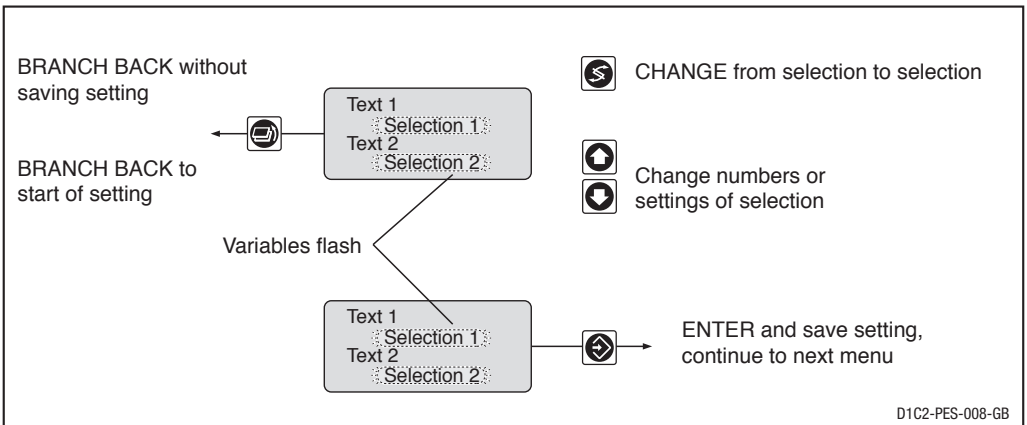 BRANCH BACK without
saving setting
BRANCH BACK to
start of setting
Text 1
Selection 1
Text 2
Selection 2
CHANGE from selection to selection
Change numbers or
settings of selection
Variables flash
Text 1
Selection 1
Text 2
Selection 2
ENTER and save setting,
continue to next menu
D1C2-PES-008-GB